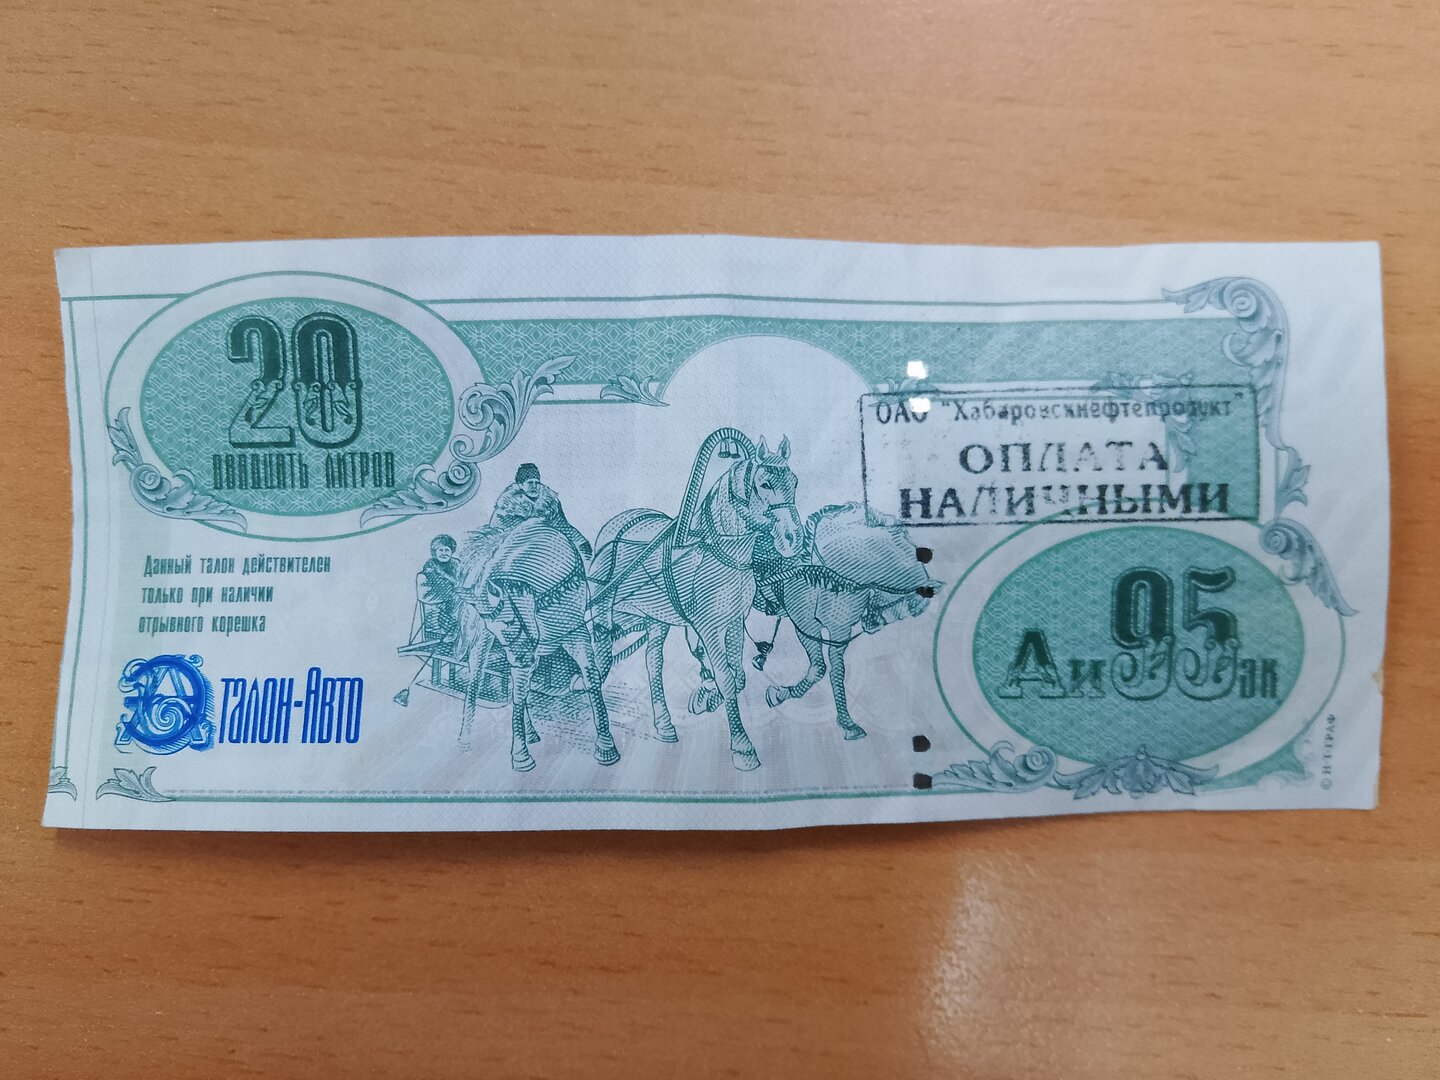 20
ДВАДЦАТЬ ЛИТРОВ
Данный талон действителен
только при наличии
отрывного корешка
Эталон-Авто
ОАО "Хабаровскнефтепродукт"
ОПЛАТА
НАЛИЧНЫМИ
Аи 95 эк
© Н.Т.ГРАФ